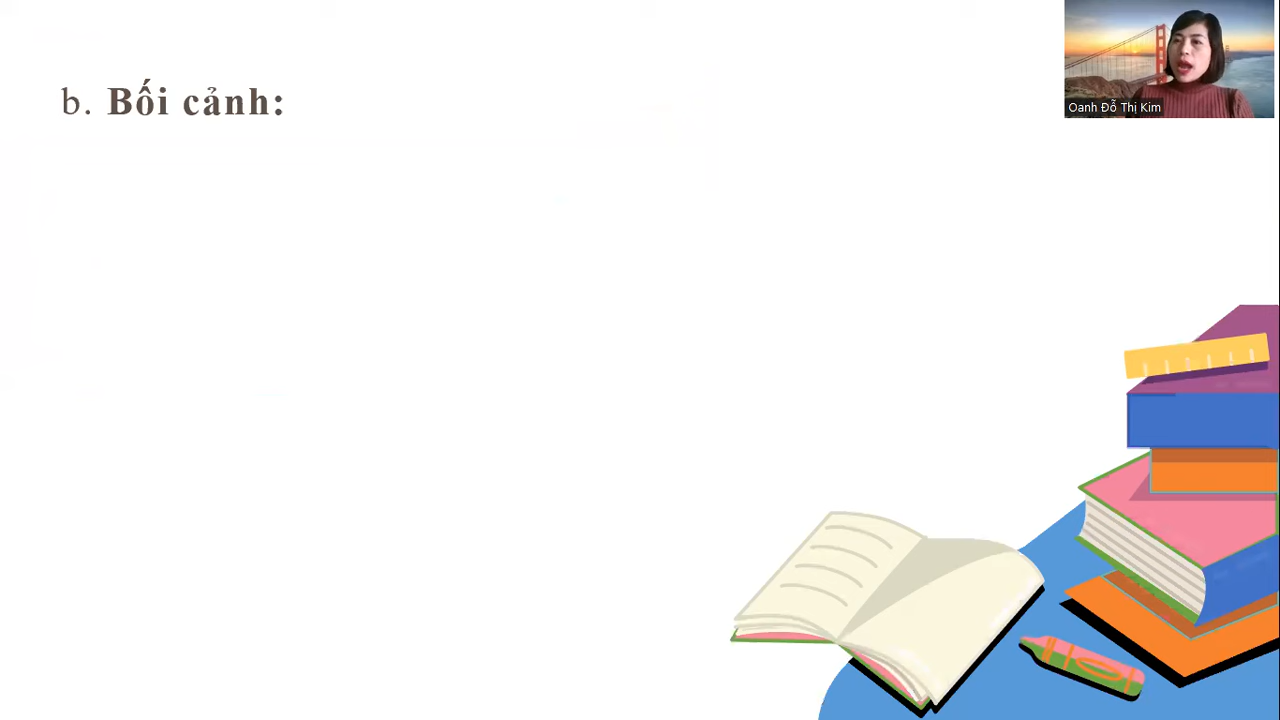 b. Bối cảnh:
Oanh Đỗ Thị Kim